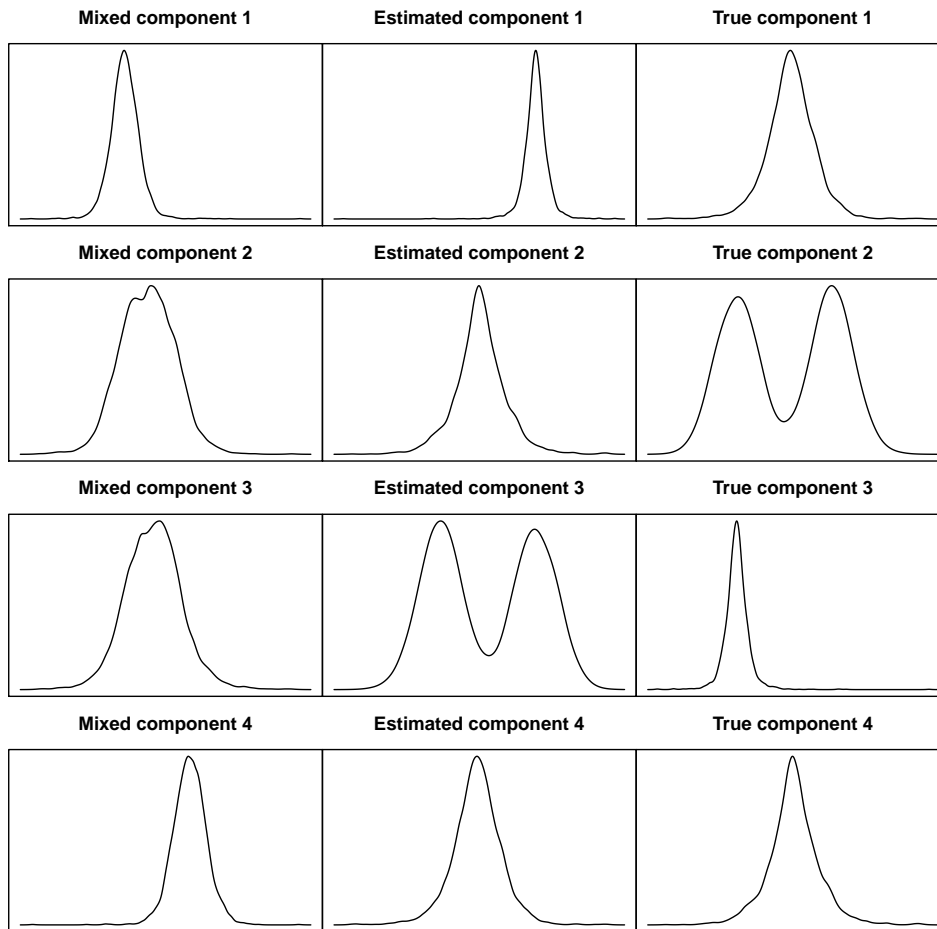 Mixed component 1
Estimated component 1
True component 1
Mixed component 2
Estimated component 2
True component 2
Mixed component 3
Estimated component 3
True component 3
Mixed component 4
Estimated component 4
True component 4